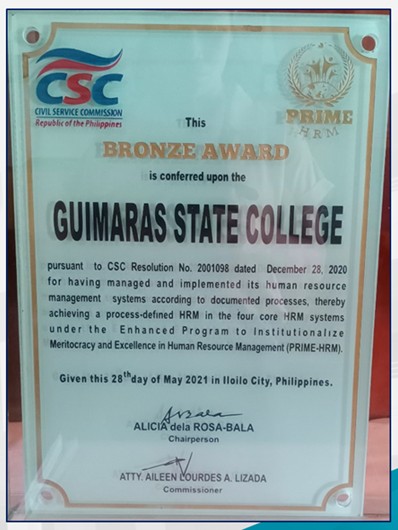 CSC
CIVIL SERVICE COMMISSION
Republic of the Philippines
PRIME
HRM
This
BRONZE AWARD
is conferred upon the
GUIMARAS STATE COLLEGE
pursuant to CSC Resolution No. 2001098 dated December 28, 2020
for having managed and implemented its human resource
management systems according to documented processes, thereby
achieving a process-defined HRM in the four core HRM systems
under the Enhanced Program to Institutionalize
Meritocracy and Excellence in Human Resource Management (PRIME-HRM).
Given this 28th day of May 2021 in Iloilo City, Philippines.
ALICIA dela ROSA-BALA
Chairperson
ATTY. AILEEN LOURDES A. LIZADA
Commissioner